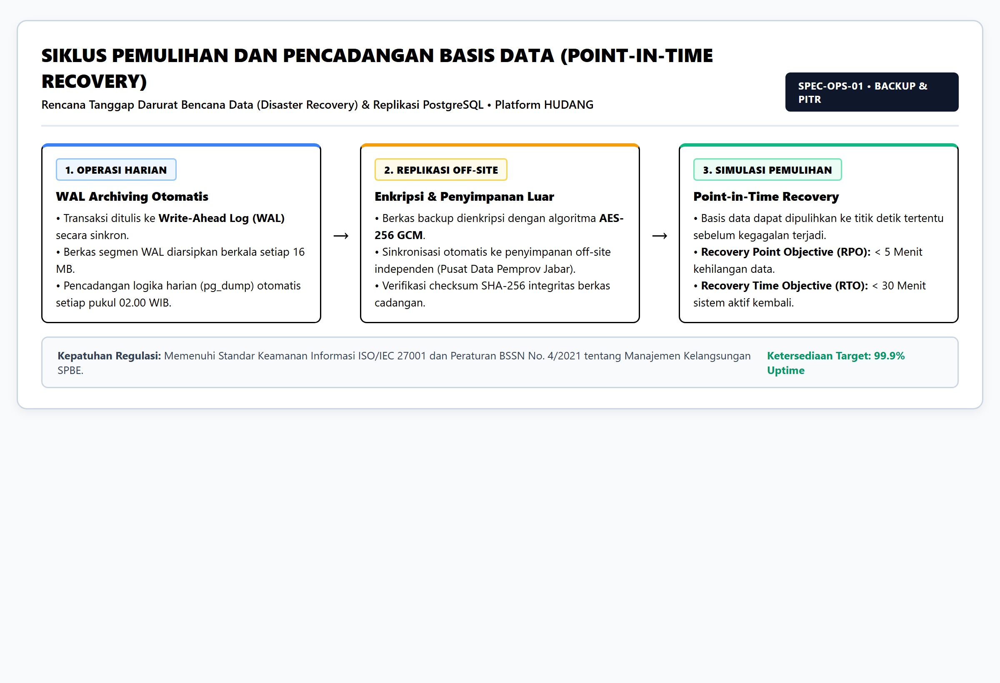 SIKLUS PEMULIHAN DAN PENCADANGAN BASIS DATA (POINT-IN-TIME
RECOVERY)
Rencana Tanggap Darurat Bencana Data (Disaster Recovery) & Replikasi PostgreSQL • Platform HUDANG
SPEC-OPS-01 • BACKUP &
PITR
1. OPERASI HARIAN
WAL Archiving Otomatis
• Transaksi ditulis ke Write-Ahead Log (WAL)
secara sinkron.
• Berkas segmen WAL diarsipkan berkala setiap 16
MB.
• Pencadangan logika harian (pg_dump) otomatis
setiap pukul 02.00 WIB.
→
2. REPLIKASI OFF-SITE
Enkripsi & Penyimpanan Luar
• Berkas backup dienkripsi dengan algoritma AES-
256 GCM.
• Sinkronisasi otomatis ke penyimpanan off-site
independen (Pusat Data Pemprov Jabar).
• Verifikasi checksum SHA-256 integritas berkas
cadangan.
→
3. SIMULASI PEMULIHAN
Point-in-Time Recovery
• Basis data dapat dipulihkan ke titik detik tertentu
sebelum kegagalan terjadi.
• Recovery Point Objective (RPO): < 5 Menit
kehilangan data.
• Recovery Time Objective (RTO): < 30 Menit
sistem aktif kembali.
Kepatuhan Regulasi: Memenuhi Standar Keamanan Informasi ISO/IEC 27001 dan Peraturan BSSN No. 4/2021 tentang Manajemen Kelangsungan
SPBE.
Ketersediaan Target: 99.9%
Uptime